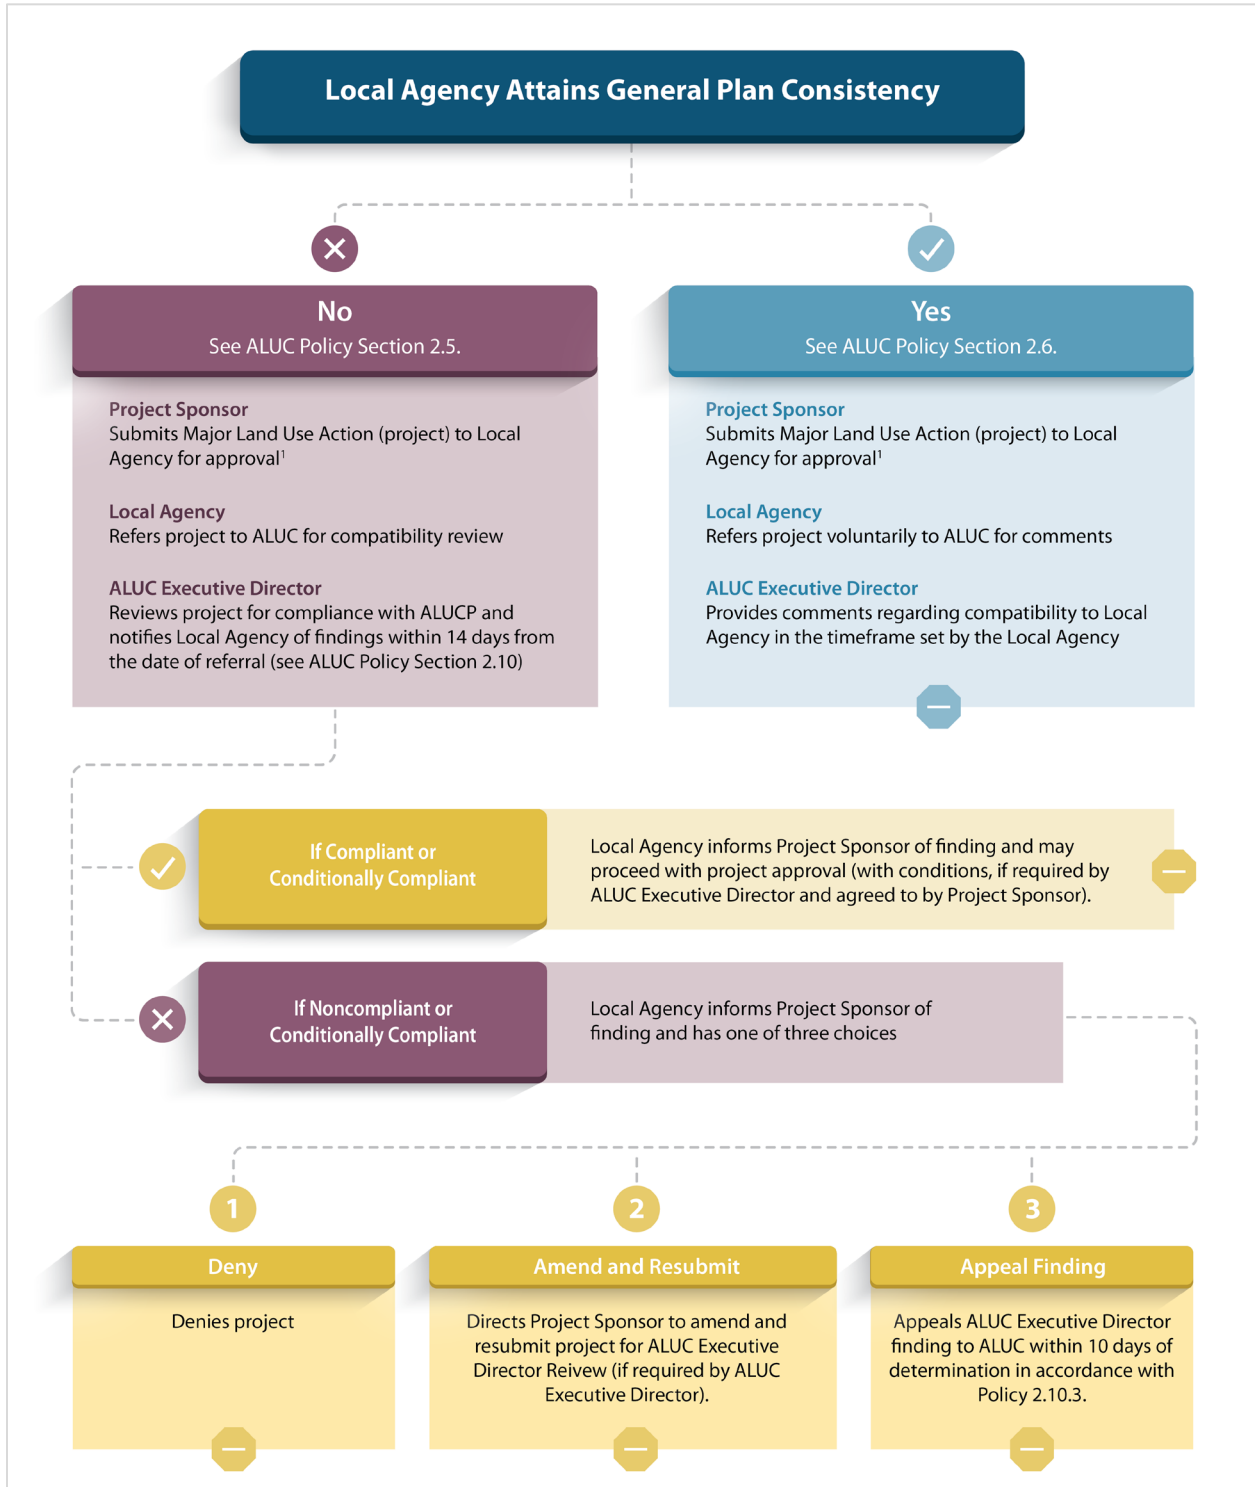 Local Agency Attains General Plan Consistency
No
See ALUC Policy Section 2.5.
Project Sponsor
Submits Major Land Use Action (project) to Local
Agency for approval¹
Local Agency
Refers project to ALUC for compatibility review
ALUC Executive Director
Reviews project for compliance with ALUCP and
notifies Local Agency of findings within 14 days from
the date of referral (see ALUC Policy Section 2.10)
Yes
See ALUC Policy Section 2.6.
Project Sponsor
Submits Major Land Use Action (project) to Local
Agency for approval¹
Local Agency
Refers project voluntarily to ALUC for comments
ALUC Executive Director
Provides comments regarding compatibility to Local
Agency in the timeframe set by the Local Agency
If Compliant or
Conditionally Compliant
Local Agency informs Project Sponsor of finding and may
proceed with project approval (with conditions, if required by
ALUC Executive Director and agreed to by Project Sponsor).
If Noncompliant or
Conditionally Compliant
Local Agency informs Project Sponsor of
finding and has one of three choices
1
Deny
Denies project
2
Amend and Resubmit
Directs Project Sponsor to amend and
resubmit project for ALUC Executive
Director Reivew (if required by ALUC
Executive Director).
3
Appeal Finding
Appeals ALUC Executive Director
finding to ALUC within 10 days of
determination in accordance with
Policy 2.10.3.